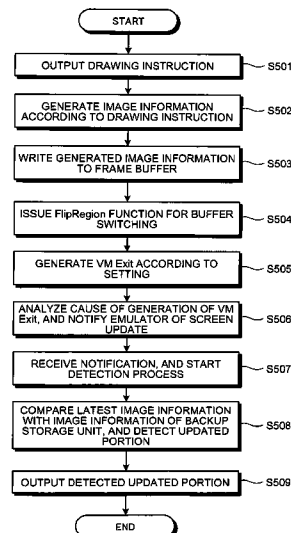 START
OUTPUT DRAWING INSTRUCTION
S501
GENERATE IMAGE INFORMATION
ACCORDING TO DRAWING INSTRUCTION
S502
WRITE GENERATED IMAGE INFORMATION
TO FRAME BUFFER
S503
ISSUE FlipRegion FUNCTION FOR BUFFER
SWITCHING
S504
GENERATE VM Exit ACCORDING TO
SETTING
S505
ANALYZE CAUSE OF GENERATION OF VM
Exit, AND NOTIFY EMULATOR OF SCREEN
UPDATE
S506
RECEIVE NOTIFICATION, AND START
DETECTION PROCESS
S507
COMPARE LATEST IMAGE INFORMATION
WITH IMAGE INFORMATION OF BACKUP
STORAGE UNIT, AND DETECT UPDATED
PORTION
S508
OUTPUT DETECTED UPDATED PORTION
S509
END